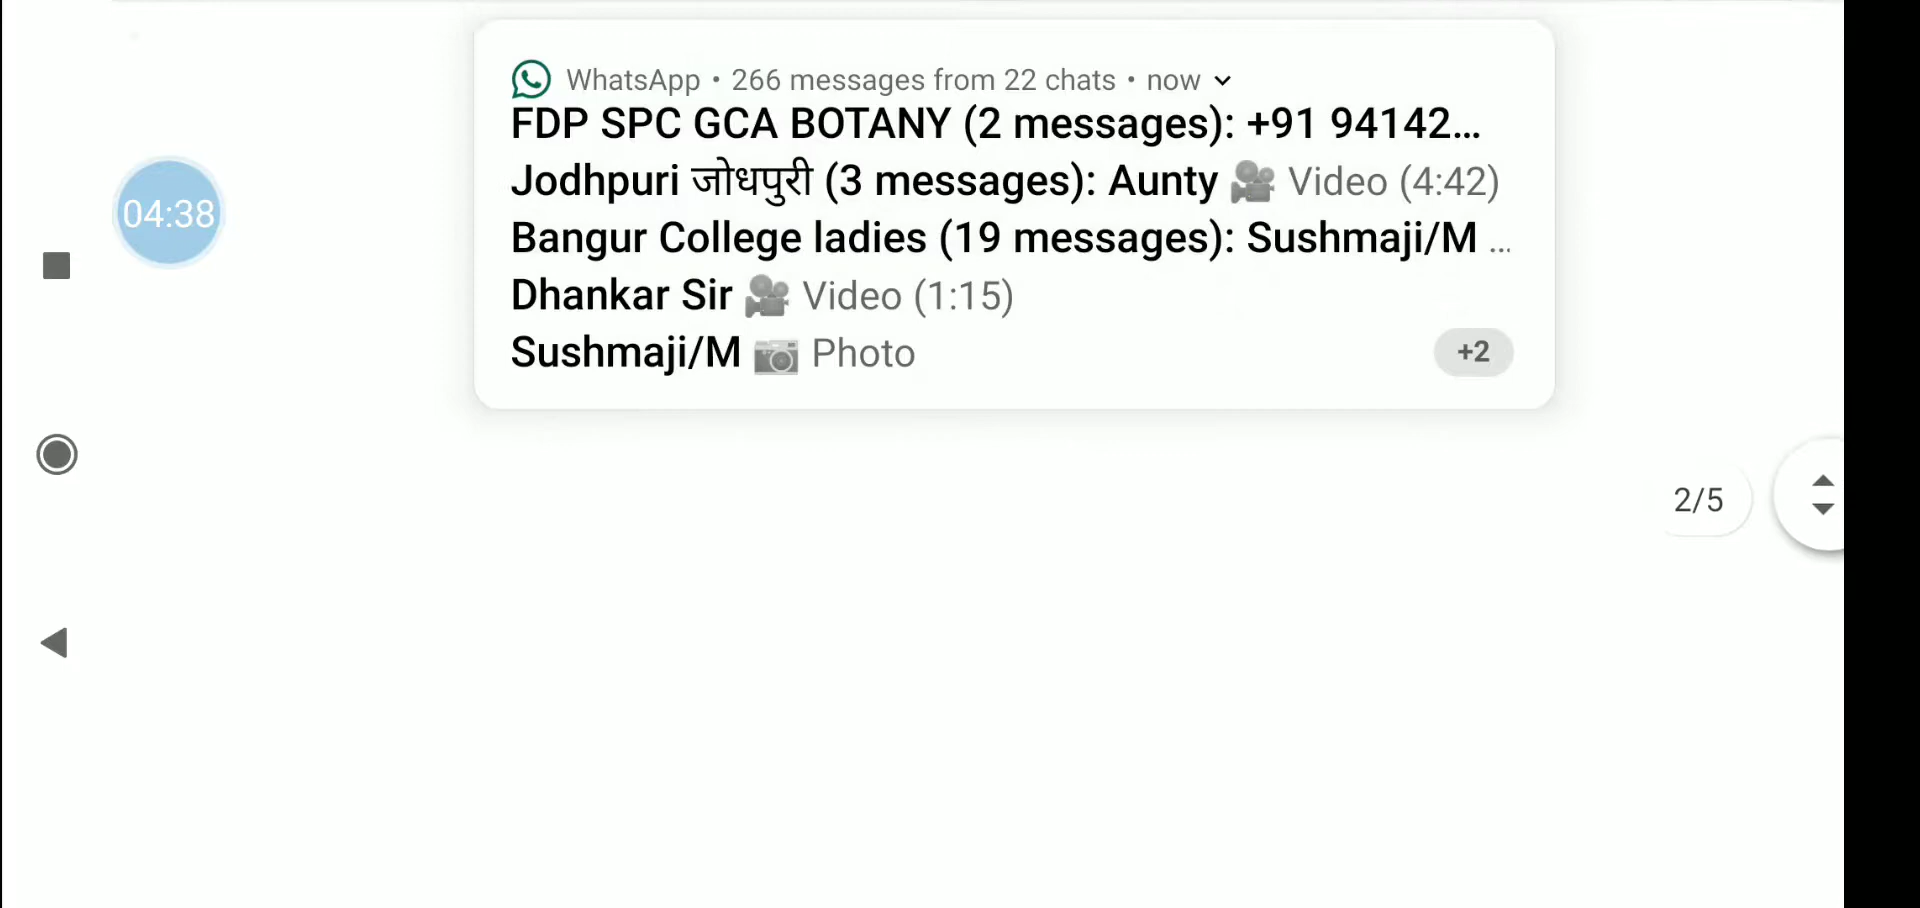 WhatsApp • 266 messages from 22 chats • now
FDP SPC GCA BOTANY (2 messages): +91 94142...
Jodhpuri जोधपुरी (3 messages): Aunty 🎥 Video (4:42)
04:38
Bangur College ladies (19 messages): Sushmaji/M ...
Dhankar Sir 🎥 Video (1:15)
Sushmaji/M 📷 Photo
+2
2/5